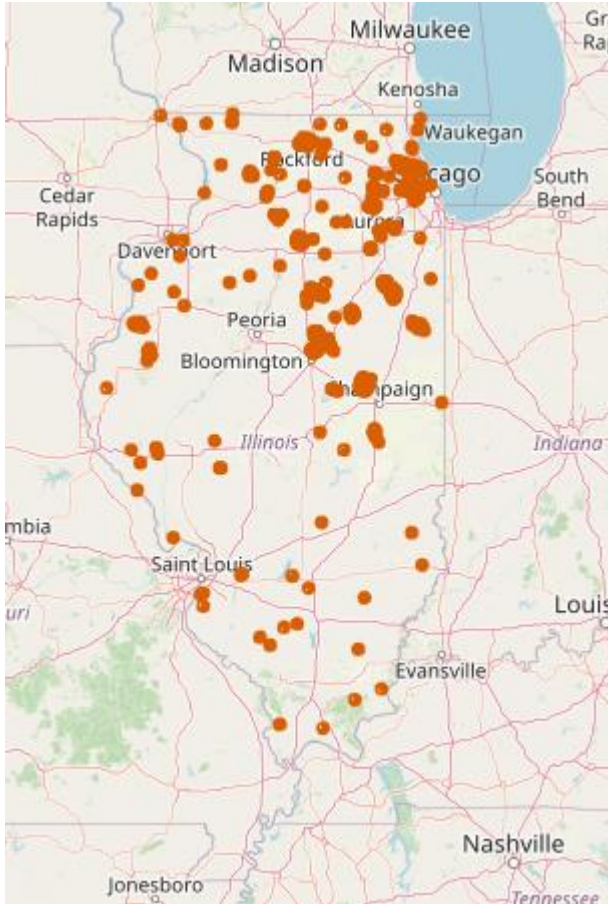 Gr
Milwaukee
Ra
Madison
Kenosha
Waukegan
Rockford
cago
Cedar
Rapids
South
Bend
Aurora
Davenport
Peoria
Bloomington
Champaign
Illinois
Indiana
mbia
Saint Louis
Louis
uri
Evansville
Nashville
Jonesboro
Tennessee